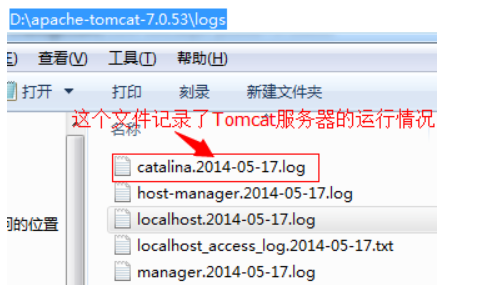 D:\apache-tomcat-7.0.53\logs
E) 查看(V) 工具(T) 帮助(H)
打开 打印 刻录 新建文件夹
这个文件记录了Tomcat服务器的运行情况
名称
catalina.2014-05-17.log
host-manager.2014-05-17.log
localhost.2014-05-17.log
问的位置
localhost_access_log.2014-05-17.txt
manager.2014-05-17.log